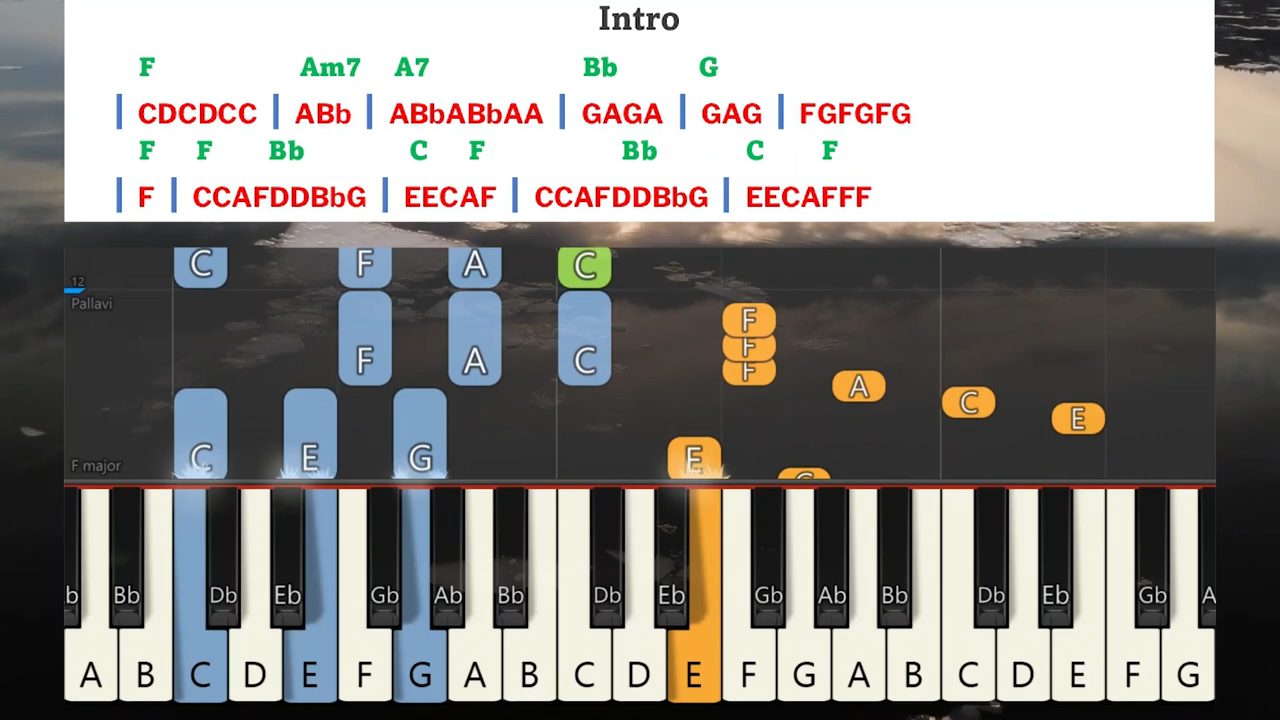 Intro
F Am7 A7 Bb G
| CDCDCC | ABb | ABbABbAA | GAGA | GAG | FGFGFG
F F Bb C F Bb C F
| F | CCAFDDBbG | EECAF | CCAFDDBbG | EECAFFF
C F A C
12
Pallavi
F
F A C F
F
A
C
E
C E G E
F major
G
b Bb Db Eb Gb Ab Bb Db Eb Gb Ab Bb Db Eb Gb A
A B C D E F G A B C D E F G A B C D E F G